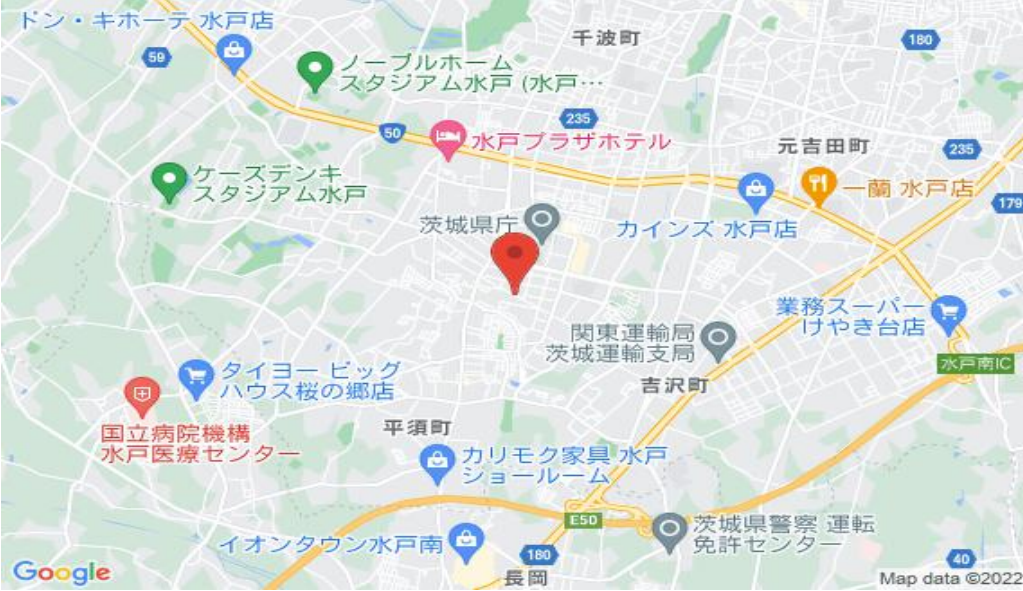 ドン・キホーテ 水戸店
千波町
180
59
ノーブルホーム
スタジアム水戸 (水戸…
235
50
水戸プラザホテル
元吉田町
235
ケーズデンキ
スタジアム水戸
一蘭 水戸店
179
茨城県庁
カインズ 水戸店
業務スーパー
けやき台店
関東運輸局
茨城運輸支局
水戸南IC
タイヨー ビッグ
ハウス桜の郷店
吉沢町
国立病院機構
水戸医療センター
平須町
カリモク家具 水戸
ショールーム
E50
茨城県警察 運転
免許センター
イオンタウン水戸南
180
40
長岡
Google
Map data ©2022